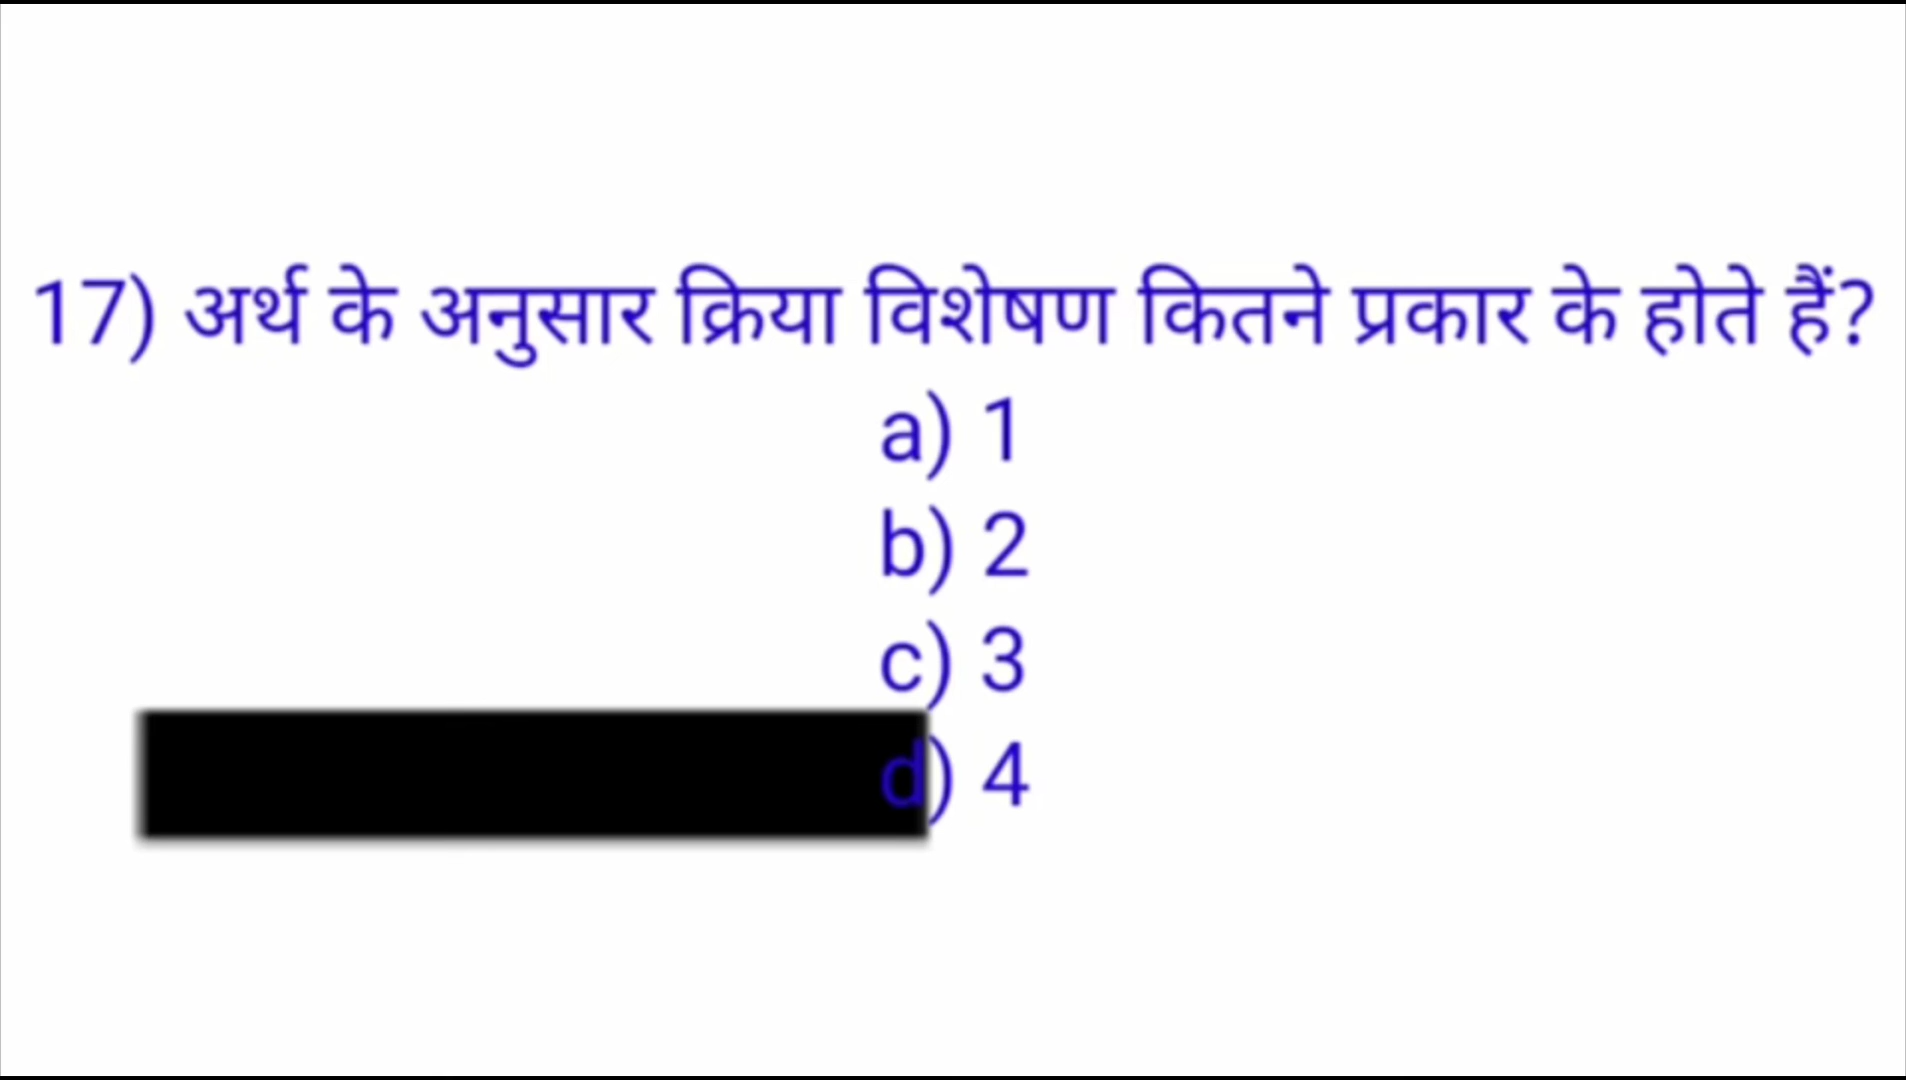 17) अर्थ के अनुसार क्रिया विशेषण कितने प्रकार के होते हैं?
a) 1
b) 2
c) 3
d) 4